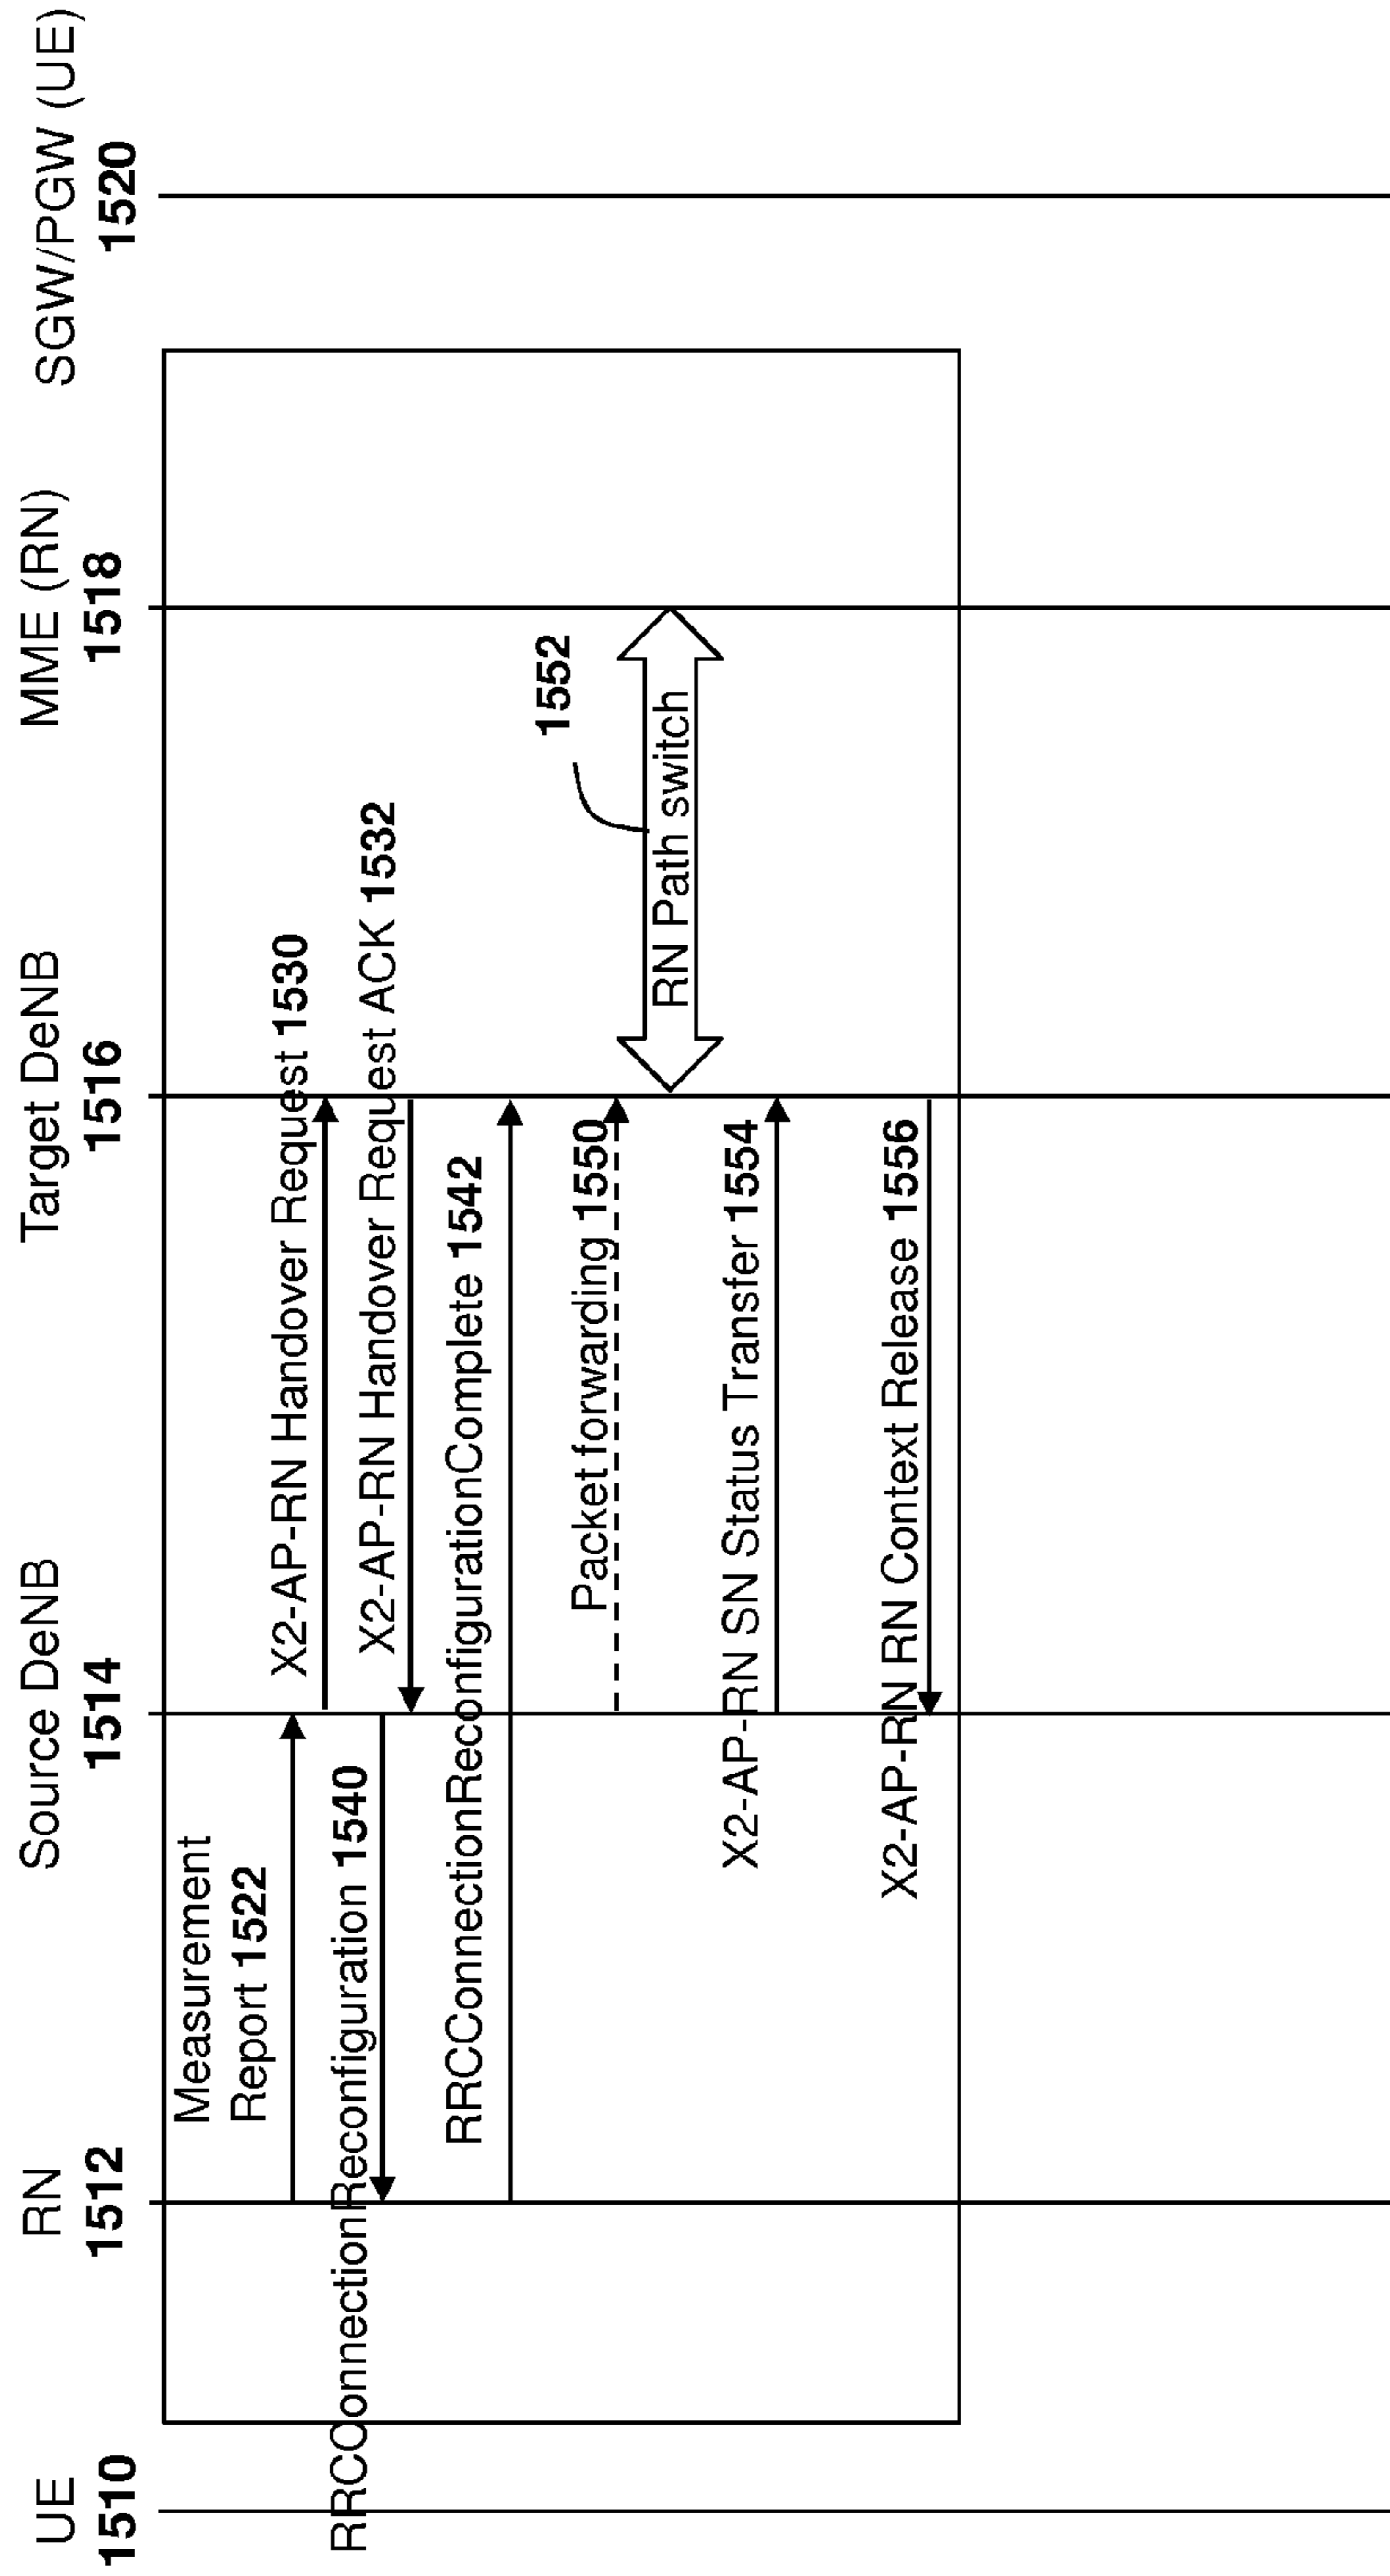 UE
1510
RN
1512
Source DeNB
1514
Target DeNB
1516
MME (RN)
1518
SGW/PGW (UE)
1520
Measurement
Report 1522
X2-AP-RN Handover Request 1530
RRCConnectionReconfiguration 1540
X2-AP-RN Handover Request ACK 1532
RRCConnectionReconfigurationComplete 1542
Packet forwarding 1550
1552
RN Path switch
X2-AP-RN SN Status Transfer 1554
X2-AP-RN RN Context Release 1556